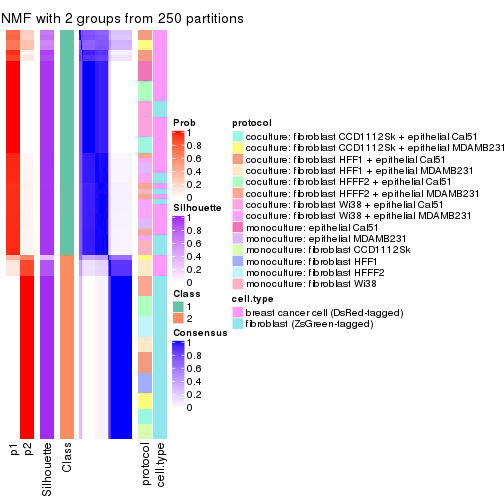 NMF with 2 groups from 250 partitions
Prob
1
0.8
0.6
0.4
0.2
0
Silhouette
1
0.8
0.6
0.4
0.2
0
Class
1
2
Consensus
1
0.8
0.6
0.4
0.2
0
protocol
coculture: fibroblast CCD1112Sk + epithelial Cal51
coculture: fibroblast CCD1112Sk + epithelial MDAMB231
coculture: fibroblast HFF1 + epithelial Cal51
coculture: fibroblast HFF1 + epithelial MDAMB231
coculture: fibroblast HFFF2 + epithelial Cal51
coculture: fibroblast HFFF2 + epithelial MDAMB231
coculture: fibroblast Wi38 + epithelial Cal51
coculture: fibroblast Wi38 + epithelial MDAMB231
monoculture: epithelial Cal51
monoculture: epithelial MDAMB231
monoculture: fibroblast CCD1112Sk
monoculture: fibroblast HFF1
monoculture: fibroblast HFFF2
monoculture: fibroblast Wi38
cell.type
breast cancer cell (DsRed-tagged)
fibroblast (ZsGreen-tagged)
p1
p2
Silhouette
Class
protocol
cell.type